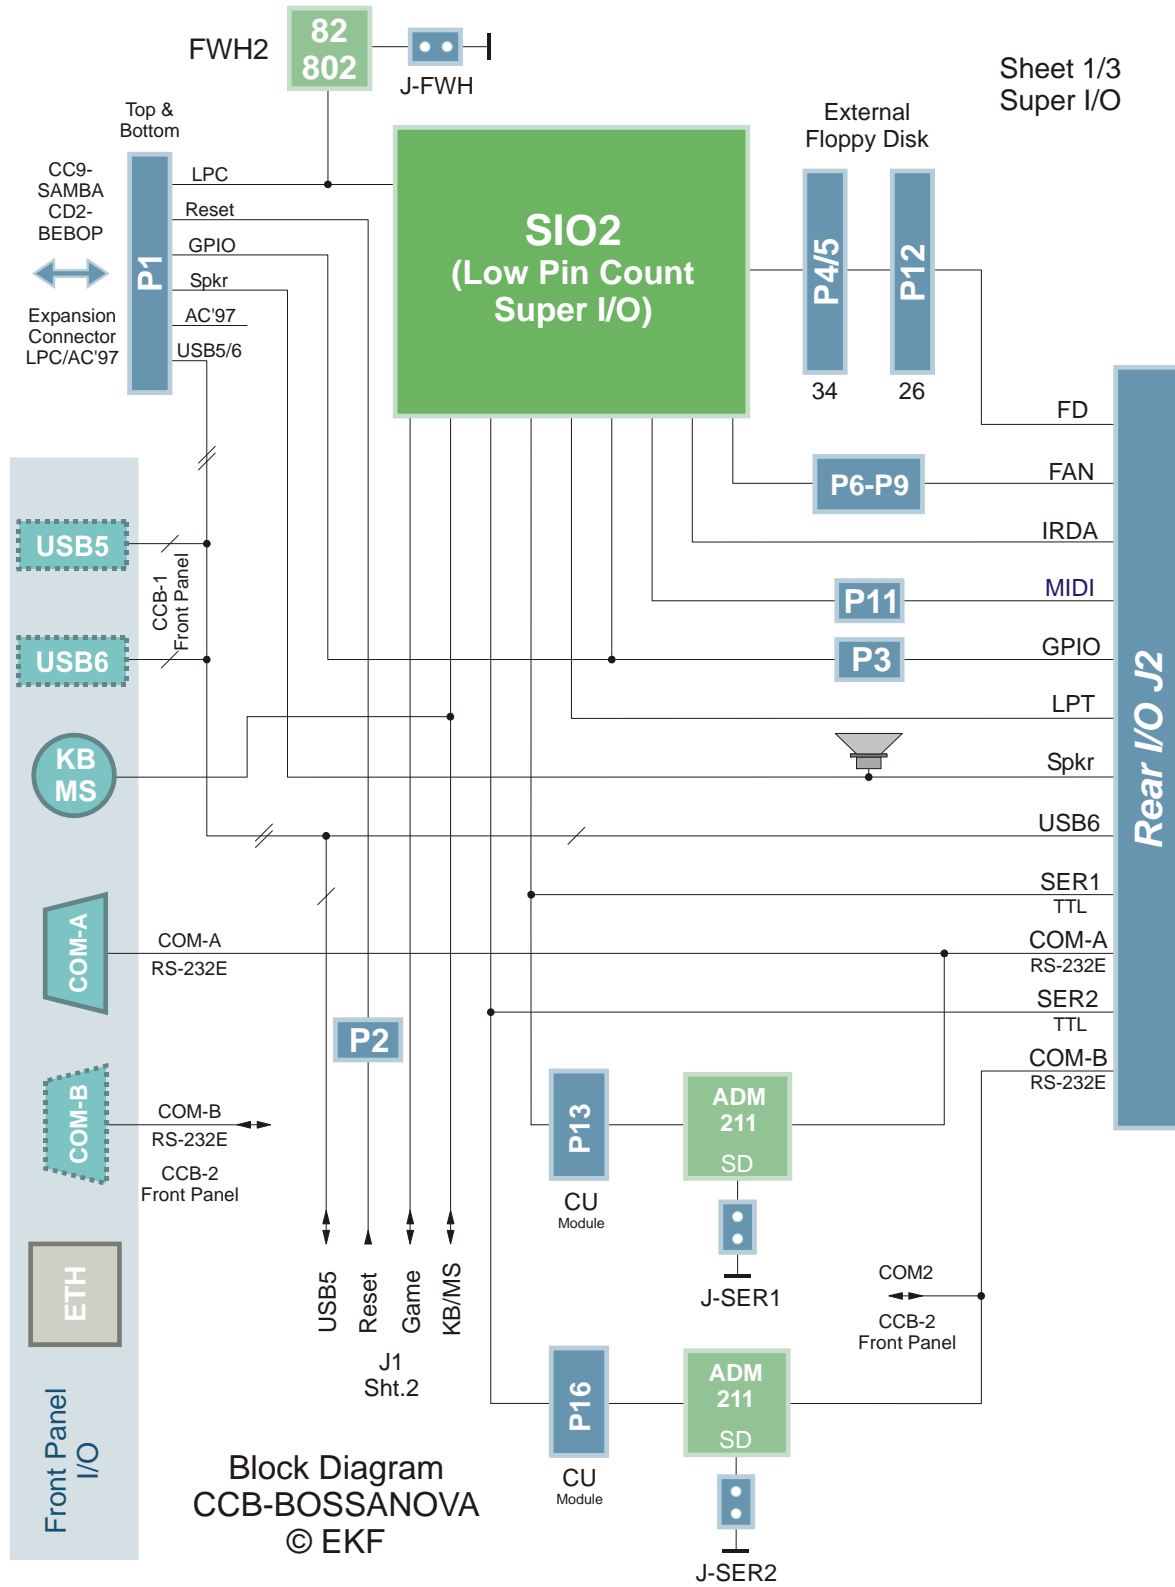 FWH2
82
802
J-FWH
Sheet 1/3
Super I/O
Top &
Bottom
External
Floppy Disk
CC9-
SAMBA
CD2-
BEBOP
Expansion
Connector
LPC/AC'97
P1
LPC
Reset
GPIO
Spkr
AC'97
USB5/6
SIO2
(Low Pin Count
Super I/O)
P4/5
34
P12
26
FD
P6-P9
FAN
IRDA
P11
MIDI
P3
GPIO
LPT
Spkr
USB6
SER1
TTL
COM-A
RS-232E
SER2
TTL
COM-B
RS-232E
Rear I/O J2
USB5
CCB-1
Front Panel
USB6
KB
MS
COM-A
COM-A
RS-232E
COM-B
COM-B
RS-232E
CCB-2
Front Panel
ETH
Front Panel
I/O
P2
USB5
Reset
Game
KB/MS
J1
Sht.2
P13
CU
Module
ADM
211
SD
J-SER1
COM2
CCB-2
Front Panel
P16
CU
Module
ADM
211
SD
J-SER2
Block Diagram
CCB-BOSSANOVA
© EKF